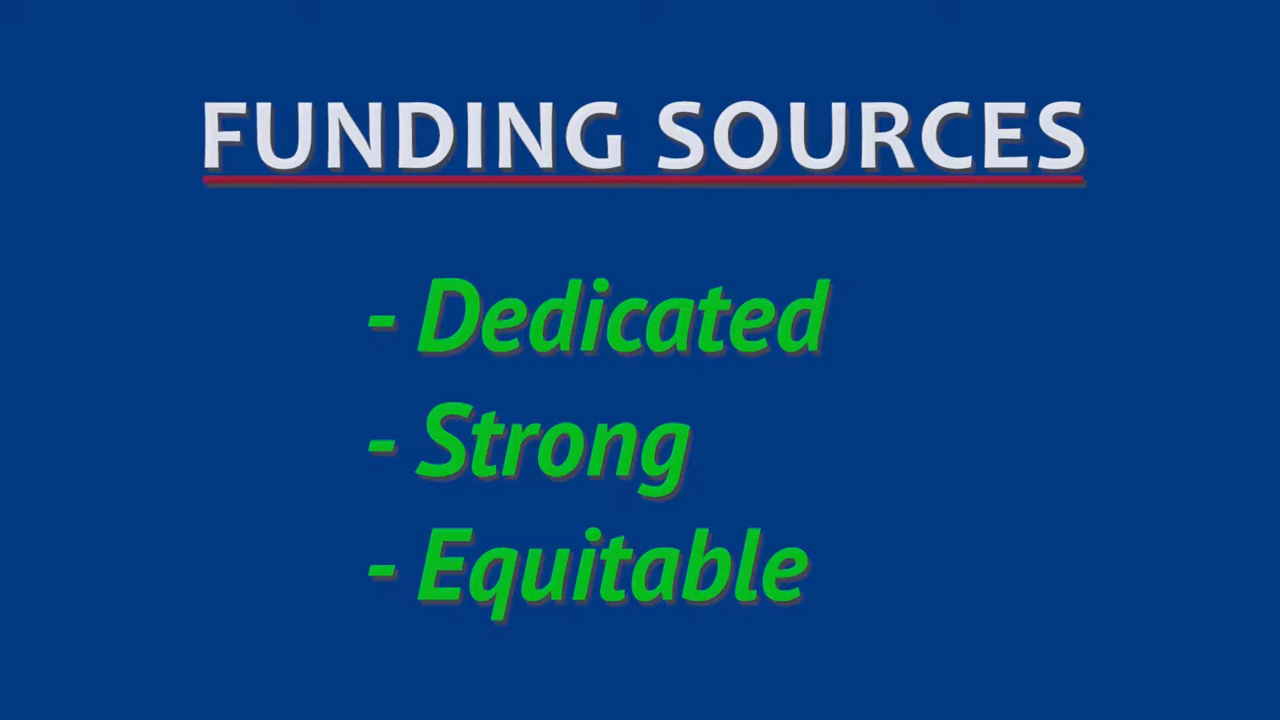 FUNDING SOURCES
- Dedicated
- Strong
- Equitable